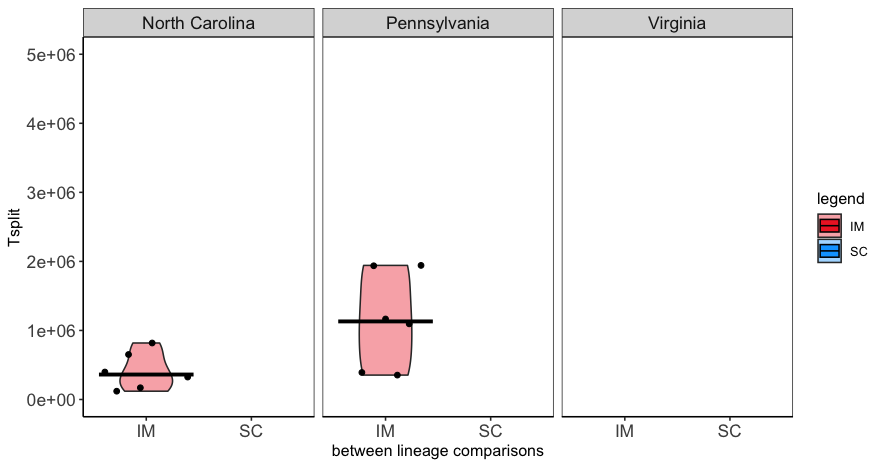 North Carolina
Pennsylvania
Virginia
5e+06
4e+06
3e+06
2e+06
1e+06
0e+00
Tsplit
IM
SC
IM
SC
IM
SC
between lineage comparisons
legend
IM
SC